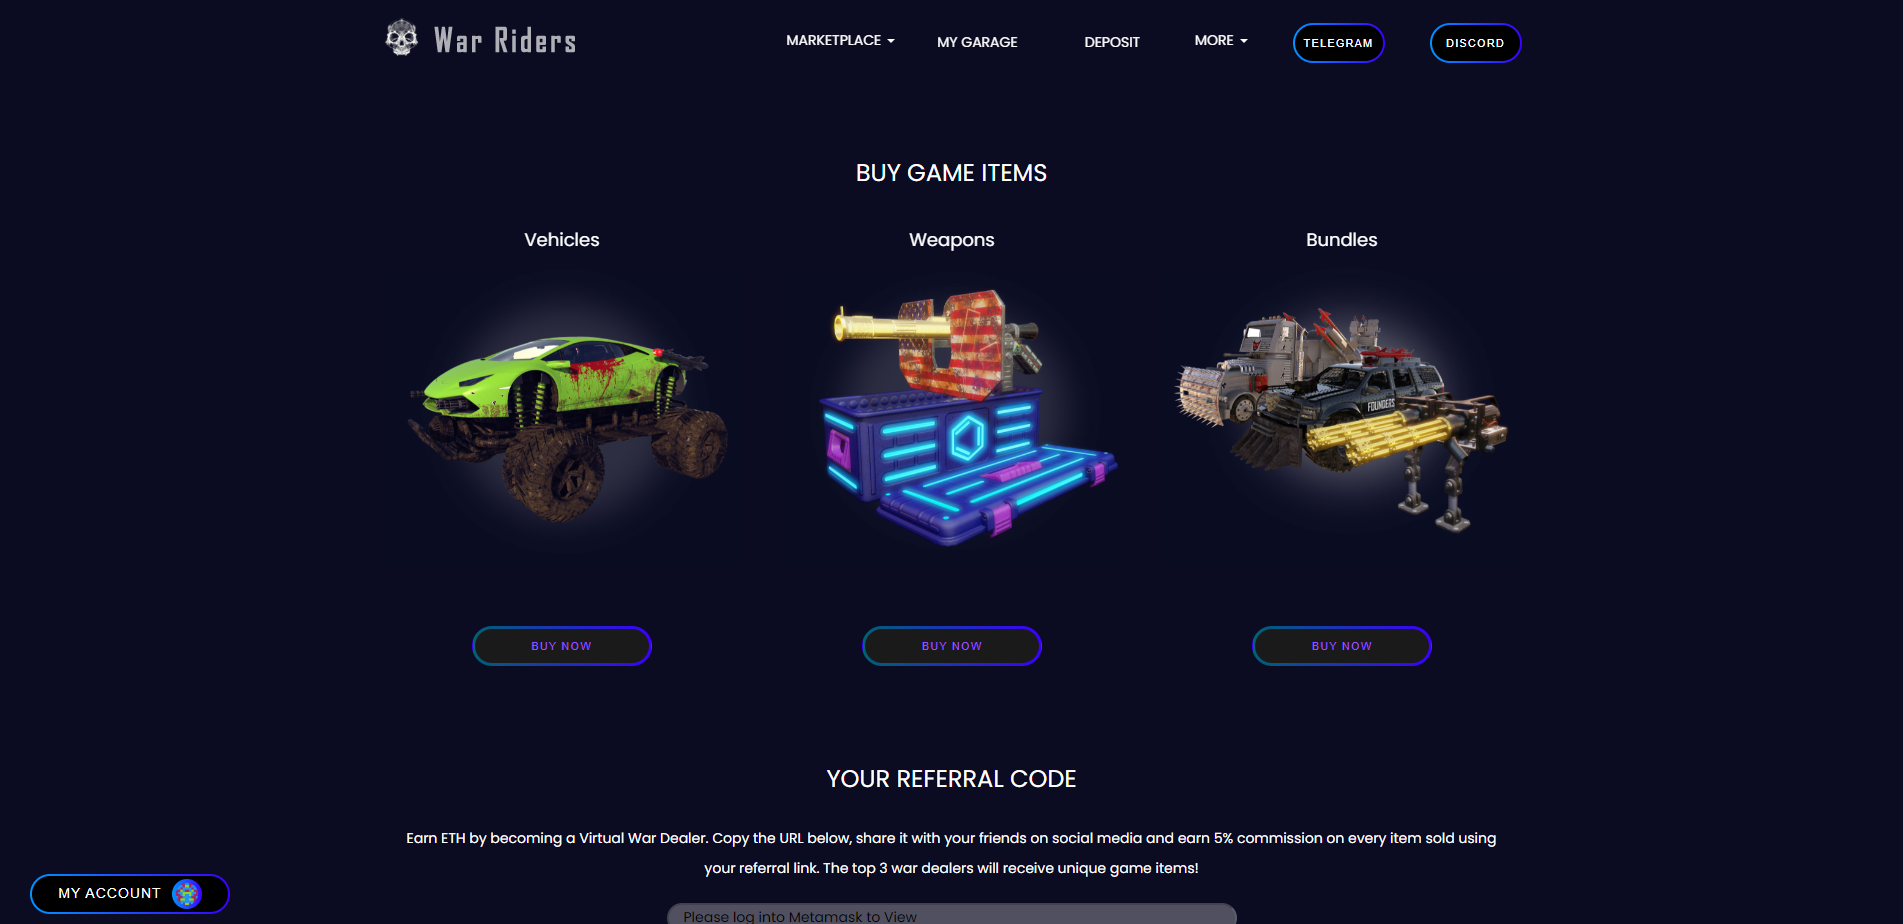 War Riders
MARKETPLACE
MY GARAGE
DEPOSIT
MORE
TELEGRAM
DISCORD
BUY GAME ITEMS
Vehicles
Weapons
Bundles
FOUNDERS
BUY NOW
BUY NOW
BUY NOW
YOUR REFERRAL CODE
Earn ETH by becoming a Virtual War Dealer. Copy the URL below, share it with your friends on social media and earn 5% commission on every item sold using
your referral link. The top 3 war dealers will receive unique game items!
Please log into Metamask to View
MY ACCOUNT